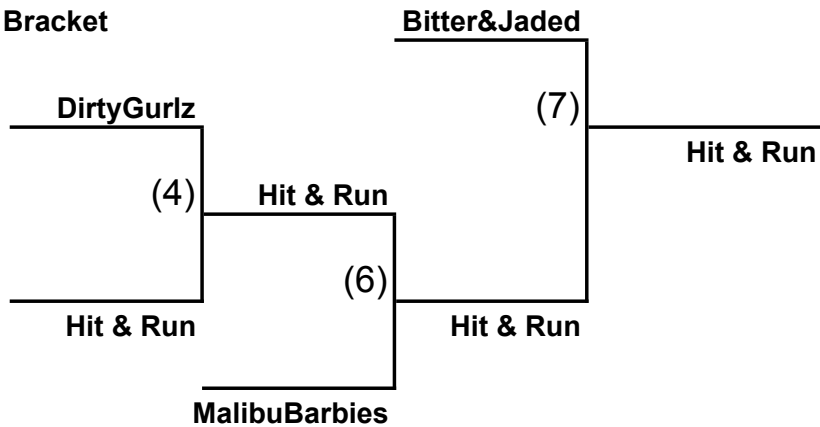 Bracket
Bitter&Jaded
DirtyGurlz
(7)
Hit & Run
(4)
Hit & Run
(6)
Hit & Run
Hit & Run
MalibuBarbies